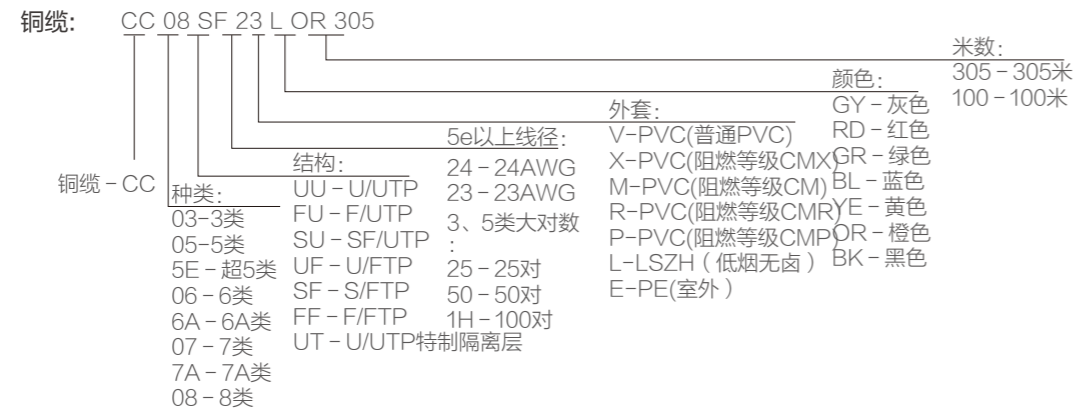 铜缆: CC 08 SF 23 L OR 305
米数:
305－305米
100－100米
颜色:
GY－灰色
RD－红色
GR－绿色
BL－蓝色
YE－黄色
OR－橙色
BK－黑色
外套:
V-PVC(普通PVC)
X-PVC(阻燃等级CMX)
M-PVC(阻燃等级CM)
R-PVC(阻燃等级CMR)
P-PVC(阻燃等级CMP)
L-LSZH（低烟无卤）
E-PE(室外）
5e以上线径:
24－24AWG
23－23AWG
3、5类大对数
:
25－25对
50－50对
1H－100对
结构:
UU－U/UTP
FU－F/UTP
SU－SF/UTP
UF－U/FTP
SF－S/FTP
FF－F/FTP
UT－U/UTP特制隔离层
种类:
03-3类
05-5类
5E－超5类
06－6类
6A－6A类
07－7类
7A－7A类
08－8类
铜缆－CC